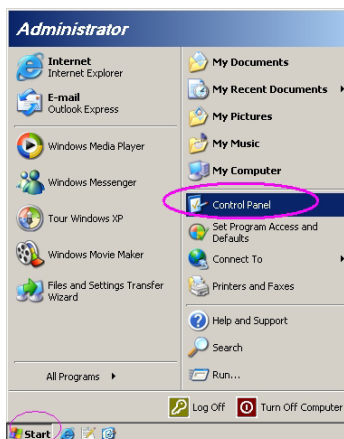 Administrator
Internet
Internet Explorer
E-mail
Outlook Express
Windows Media Player
Windows Messenger
Tour Windows XP
Windows Movie Maker
Files and Settings Transfer
Wizard
All Programs
My Documents
My Recent Documents
My Pictures
My Music
My Computer
Control Panel
Set Program Access and
Defaults
Connect To
Printers and Faxes
Help and Support
Search
Run...
Log Off
Turn Off Computer
Start